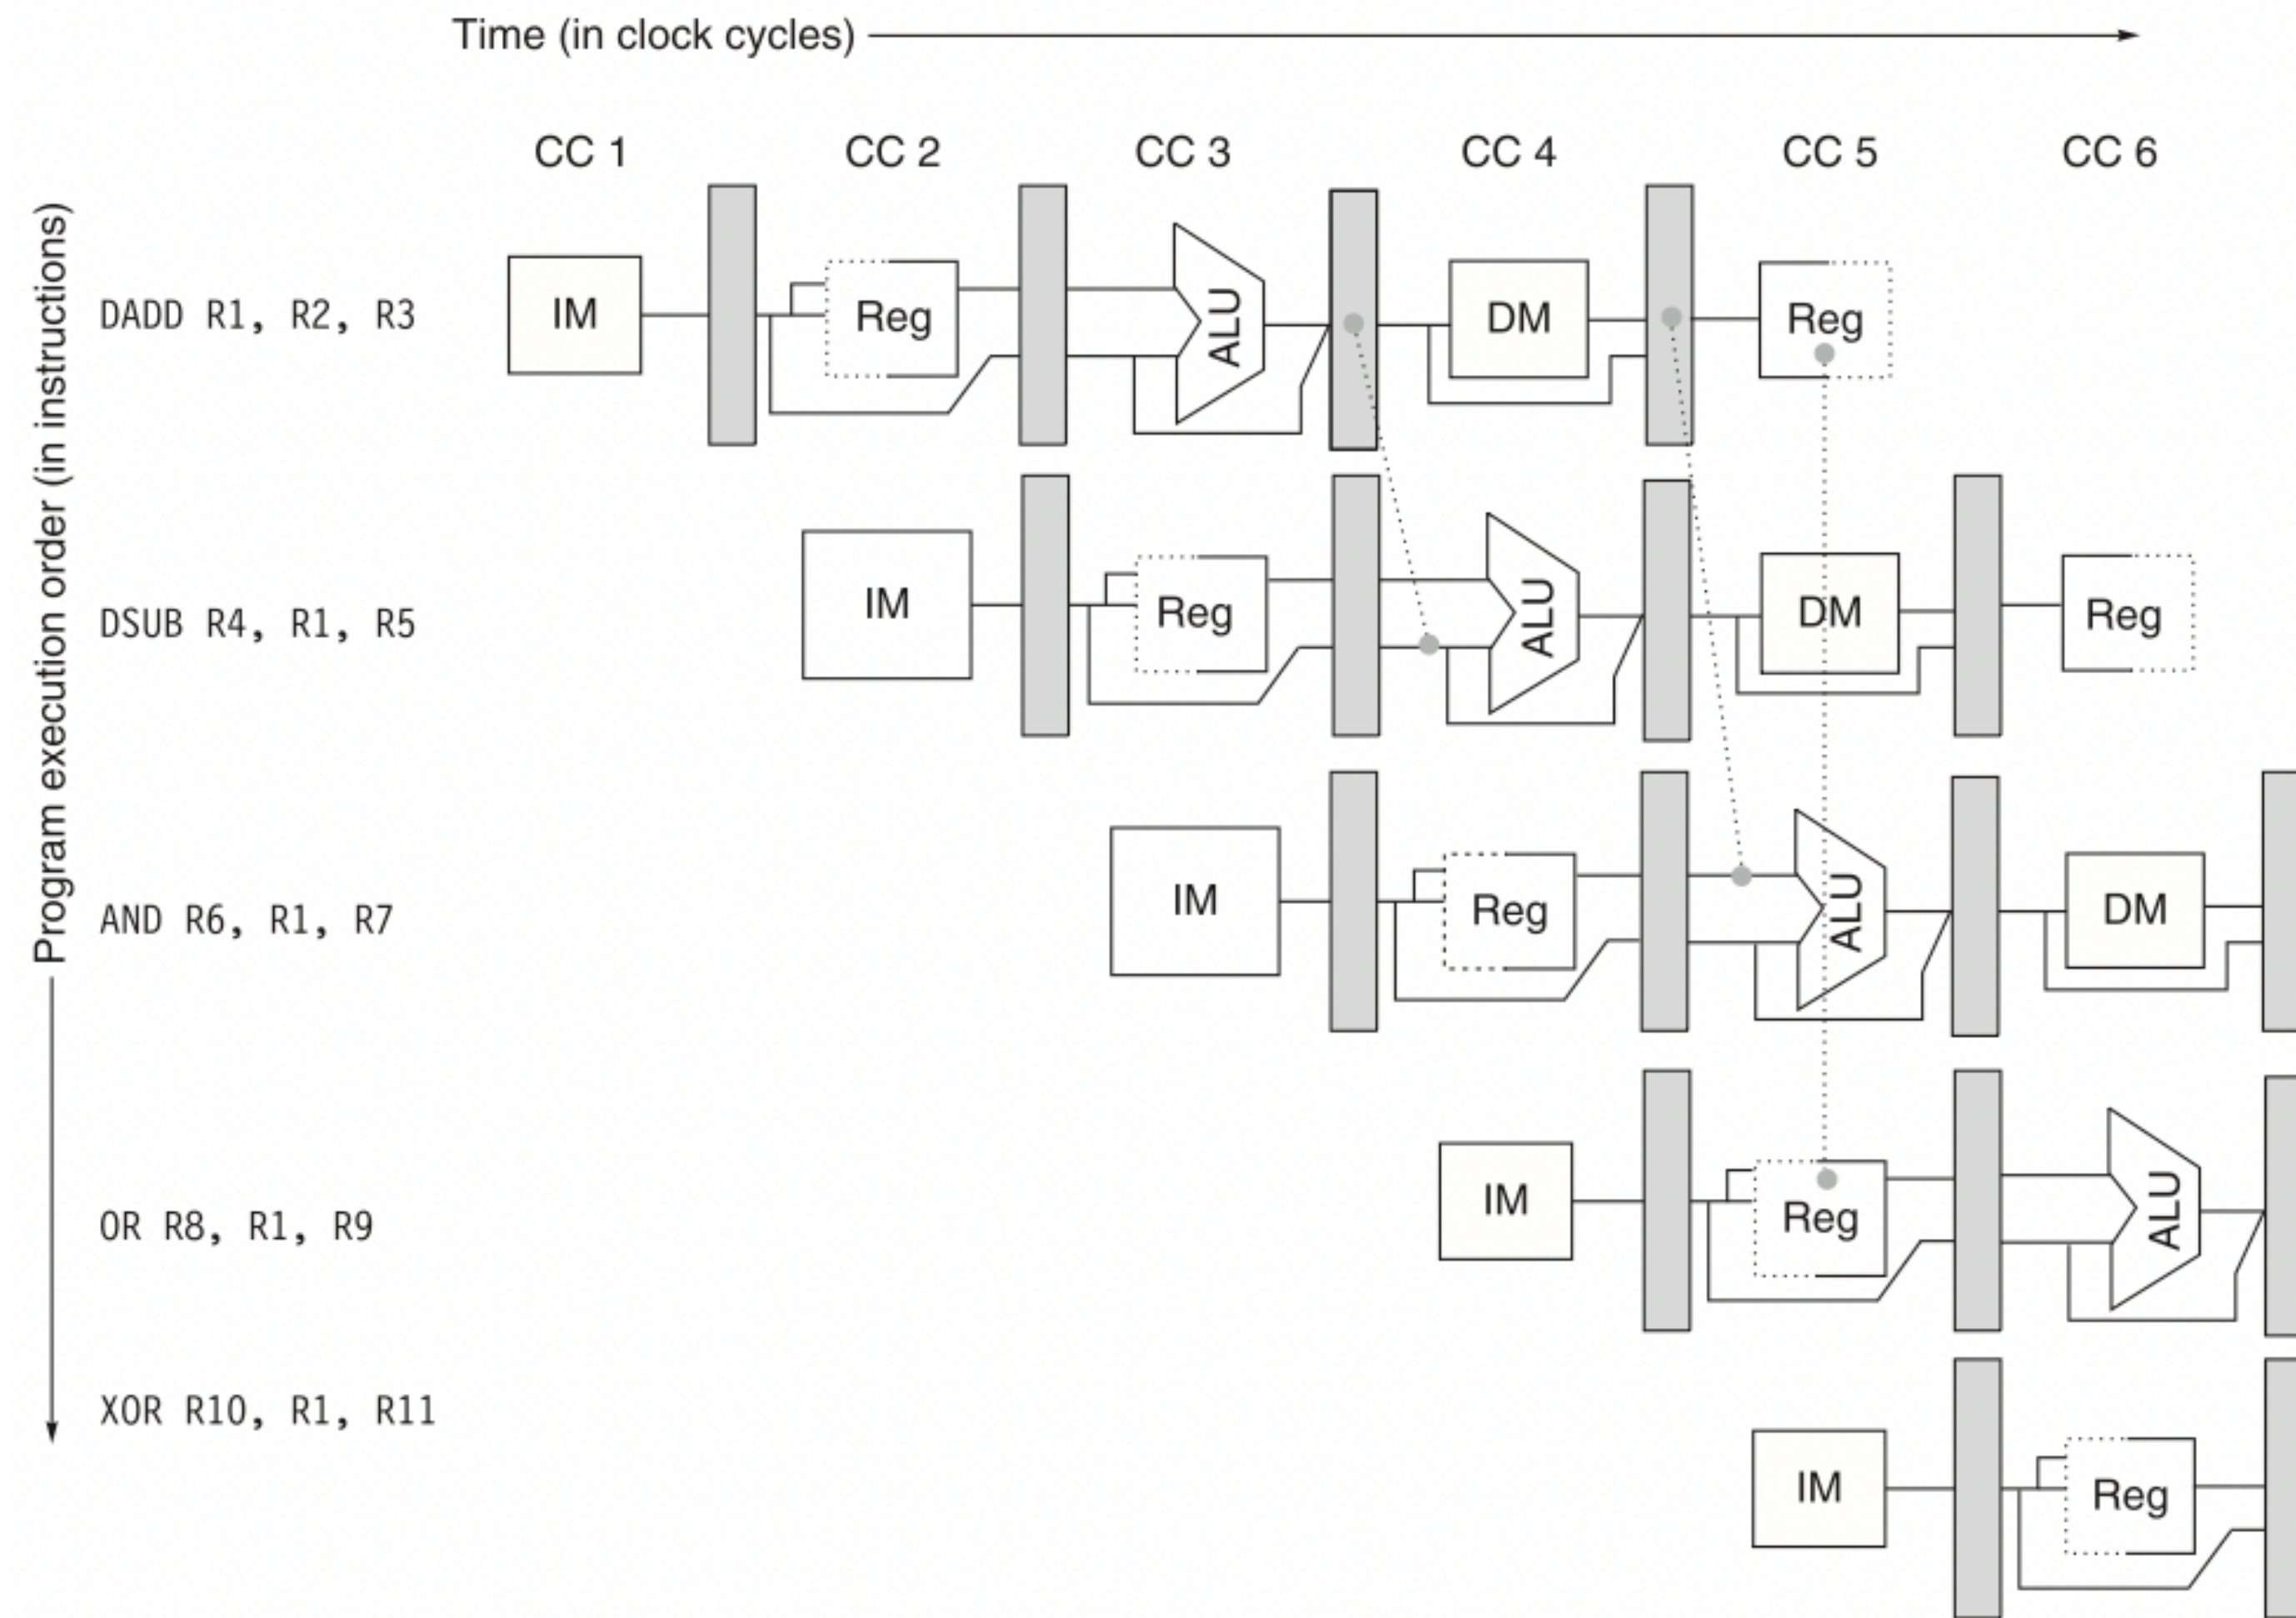 Time (in clock cycles)
CC 1 CC 2 CC 3 CC 4 CC 5 CC 6
Program execution order (in instructions)
DADD R1, R2, R3 IM Reg ALU DM Reg
DSUB R4, R1, R5 IM Reg ALU DM Reg
AND R6, R1, R7 IM Reg ALU DM
OR R8, R1, R9 IM Reg ALU
XOR R10, R1, R11
IM Reg